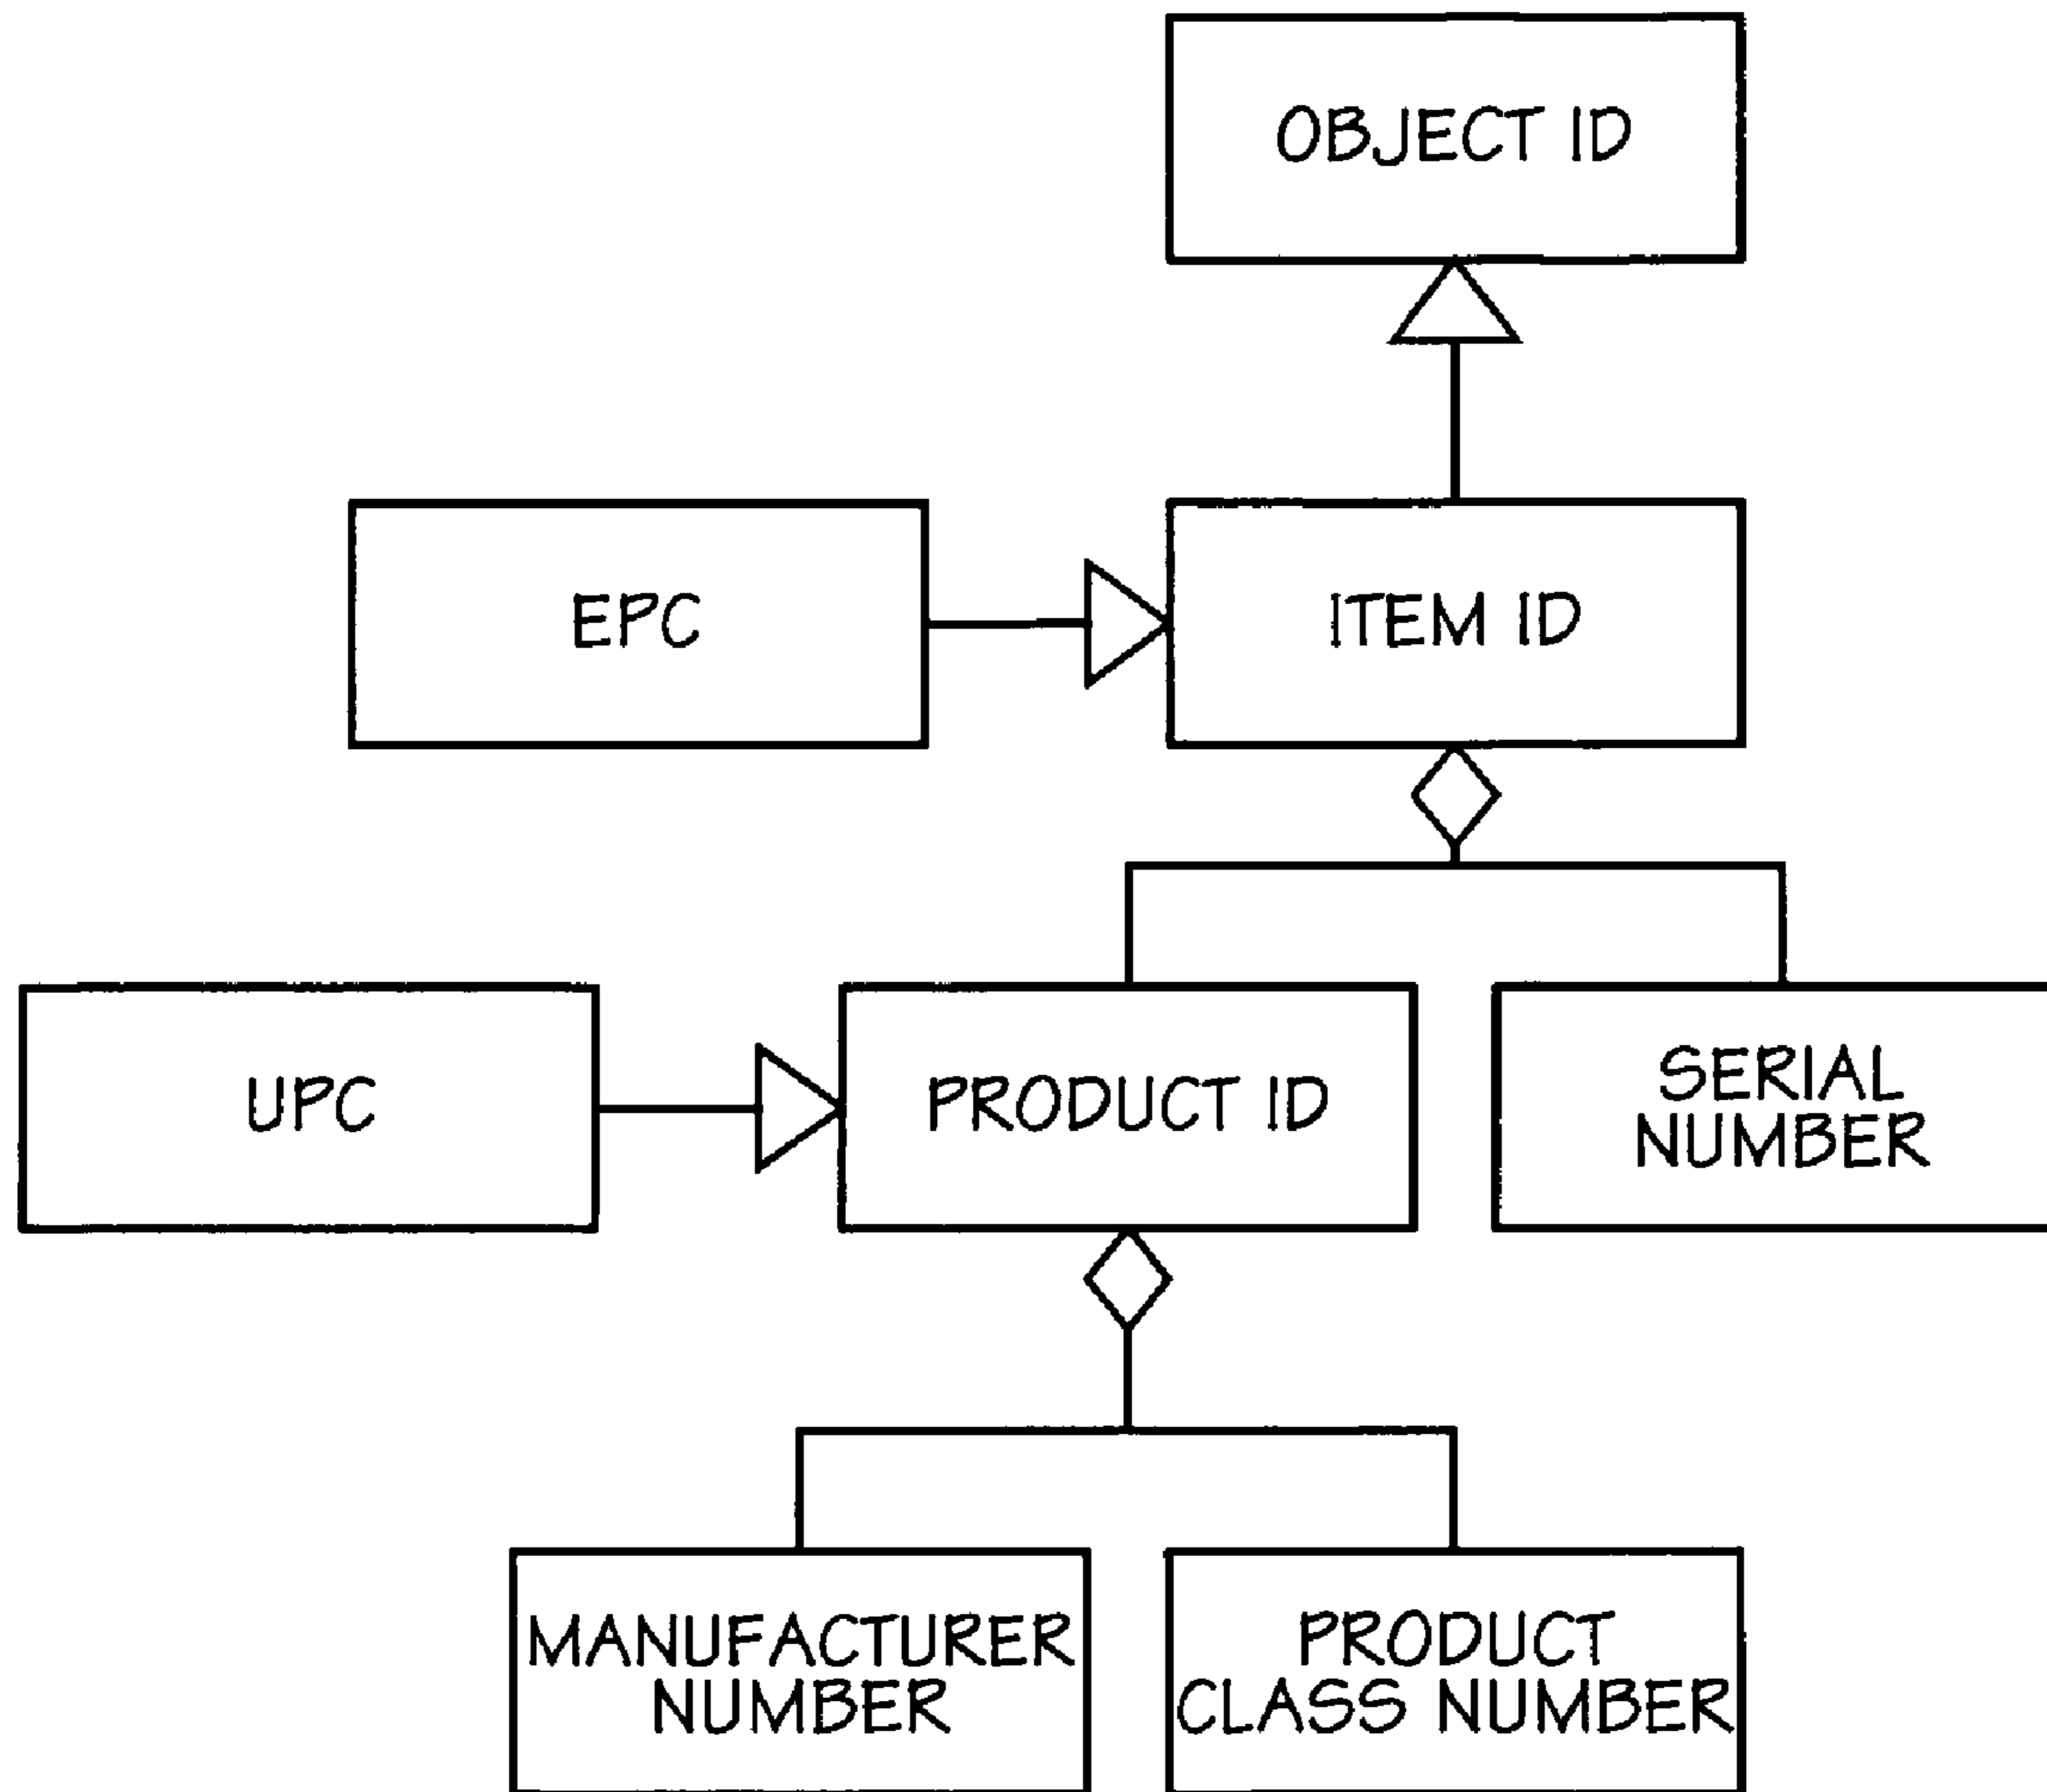 OBJECT ID
EPC
ITEM ID
UPC
PRODUCT ID
SERIAL
NUMBER
MANUFACTURER
NUMBER
PRODUCT
CLASS NUMBER